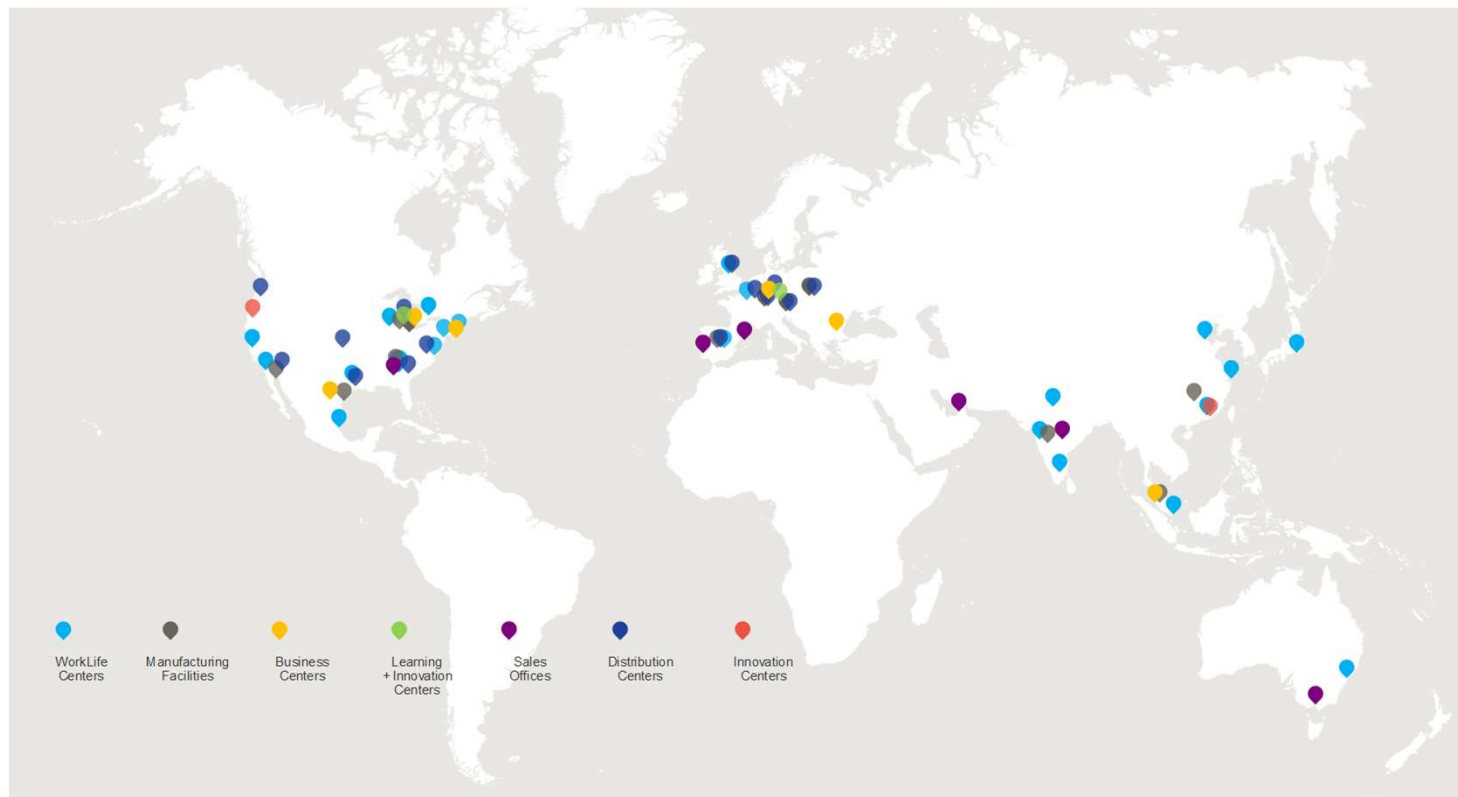 WorkLife
Centers
Manufacturing
Facilities
Business
Centers
Learning
+ Innovation
Centers
Sales
Offices
Distribution
Centers
Innovation
Centers